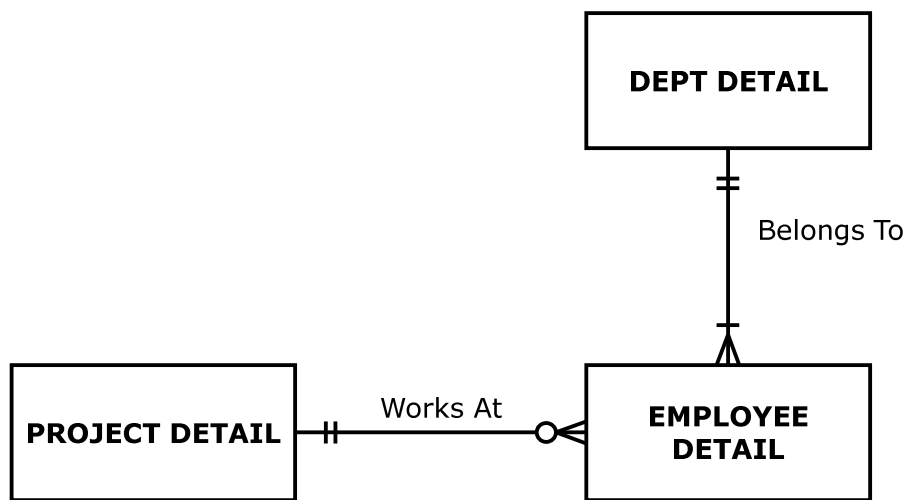 DEPT DETAIL
Belongs To
Works At
PROJECT DETAIL
EMPLOYEE
DETAIL